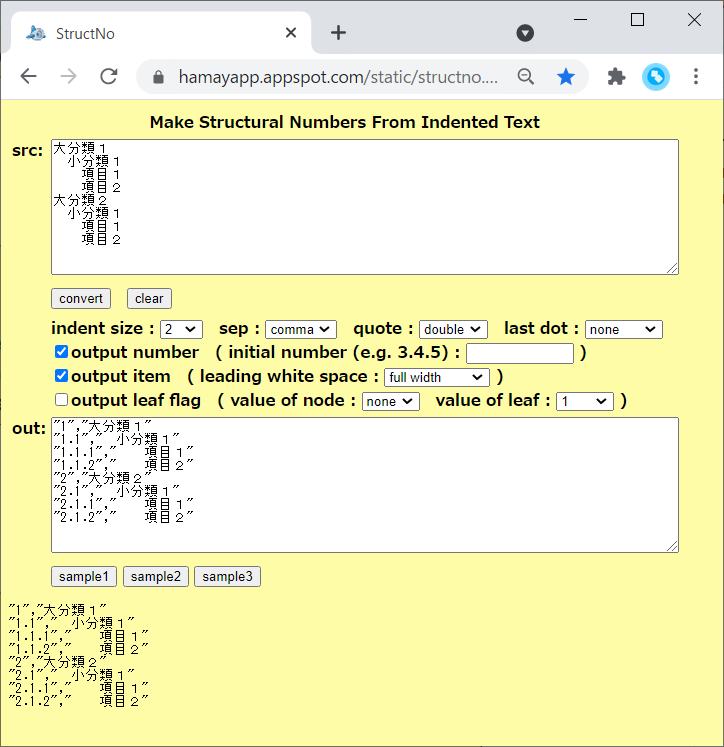 StructNo
hamayapp.appspot.com/static/structno....
Make Structural Numbers From Indented Text
src:
大分類１
　小分類１
　　項目１
　　項目２
大分類２
　小分類１
　　項目１
　　項目２
convert clear
indent size : 2 sep : comma quote : double last dot : none
output number ( initial number (e.g. 3.4.5) : )
output item ( leading white space : full width )
output leaf flag ( value of node : none value of leaf : 1 )
out:
"1","大分類１"
"1.1","　小分類１"
"1.1.1","　　項目１"
"1.1.2","　　項目２"
"2","大分類２"
"2.1","　小分類１"
"2.1.1","　　項目１"
"2.1.2","　　項目２"
sample1 sample2 sample3
"1","大分類１"
"1.1","　小分類１"
"1.1.1","　　項目１"
"1.1.2","　　項目２"
"2","大分類２"
"2.1","　小分類１"
"2.1.1","　　項目１"
"2.1.2","　　項目２"